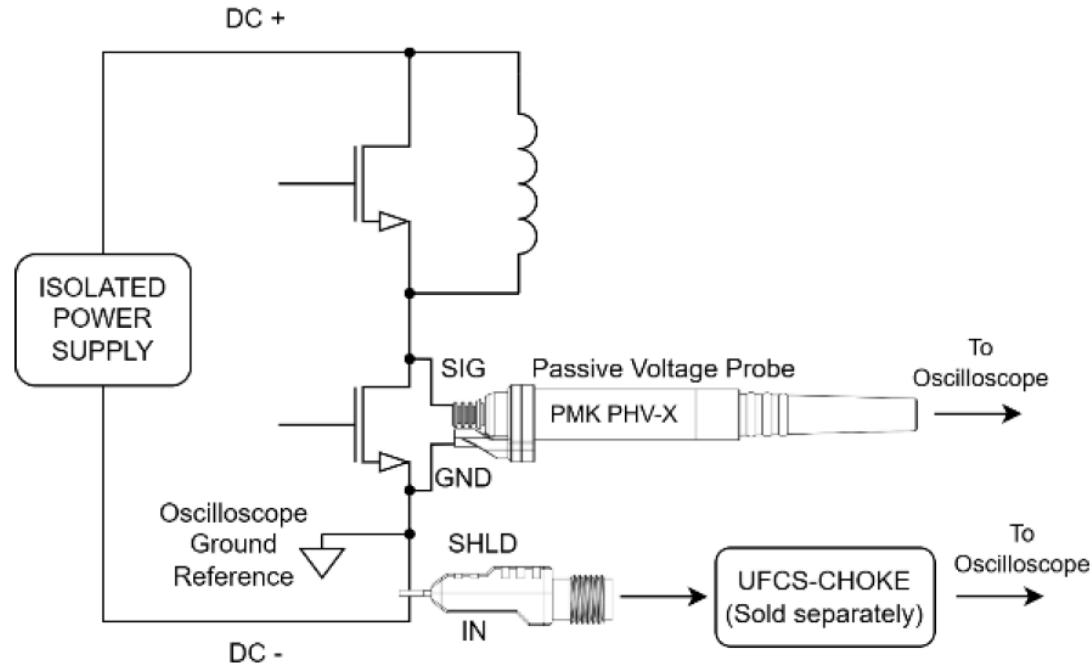 DC +
ISOLATED
POWER
SUPPLY
SIG
Passive Voltage Probe
PMK PHV-X
To
Oscilloscope
GND
Oscilloscope
Ground
Reference
SHLD
IN
UFCS-CHOKE
(Sold separately)
To
Oscilloscope
DC -